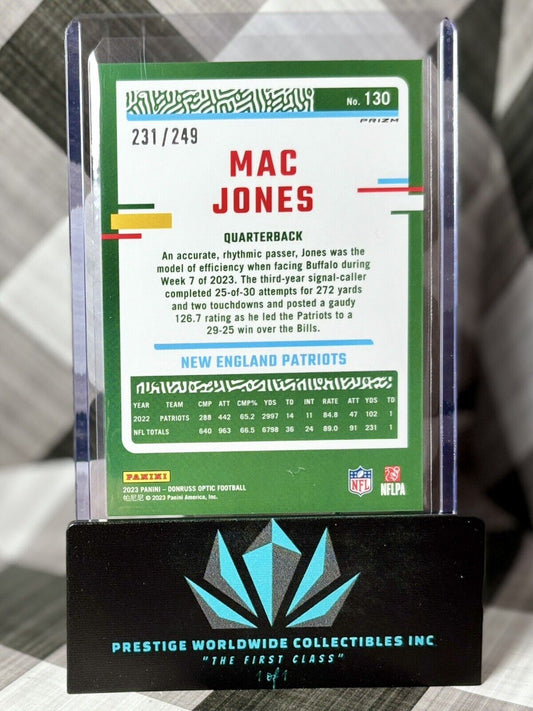 No. 130
PRIZM
231/249
MAC
JONES
QUARTERBACK
An accurate, rhythmic passer, Jones was the
model of efficiency when facing Buffalo during
Week 7 of 2023. The third-year signal-caller
completed 25-of-30 attempts for 272 yards
and two touchdowns and posted a gaudy
126.7 rating as he led the Patriots to a
29-25 win over the Bills.
NEW ENGLAND PATRIOTS
YEAR TEAM CMP ATT CMP% YDS TD INT RATE ATT YDS TD
2022 PATRIOTS 288 442 65.2 2997 14 11 84.8 47 102 1
NFL TOTALS 640 963 66.5 6798 36 24 89.0 91 231 1
PANINI
2023 PANINI – DONRUSS OPTIC FOOTBALL
帕尼尼 © 2023 Panini America, Inc.
NFL
NFLPA
PRESTIGE WORLDWIDE COLLECTIBLES INC
"THE FIRST CLASS"
1 of 1